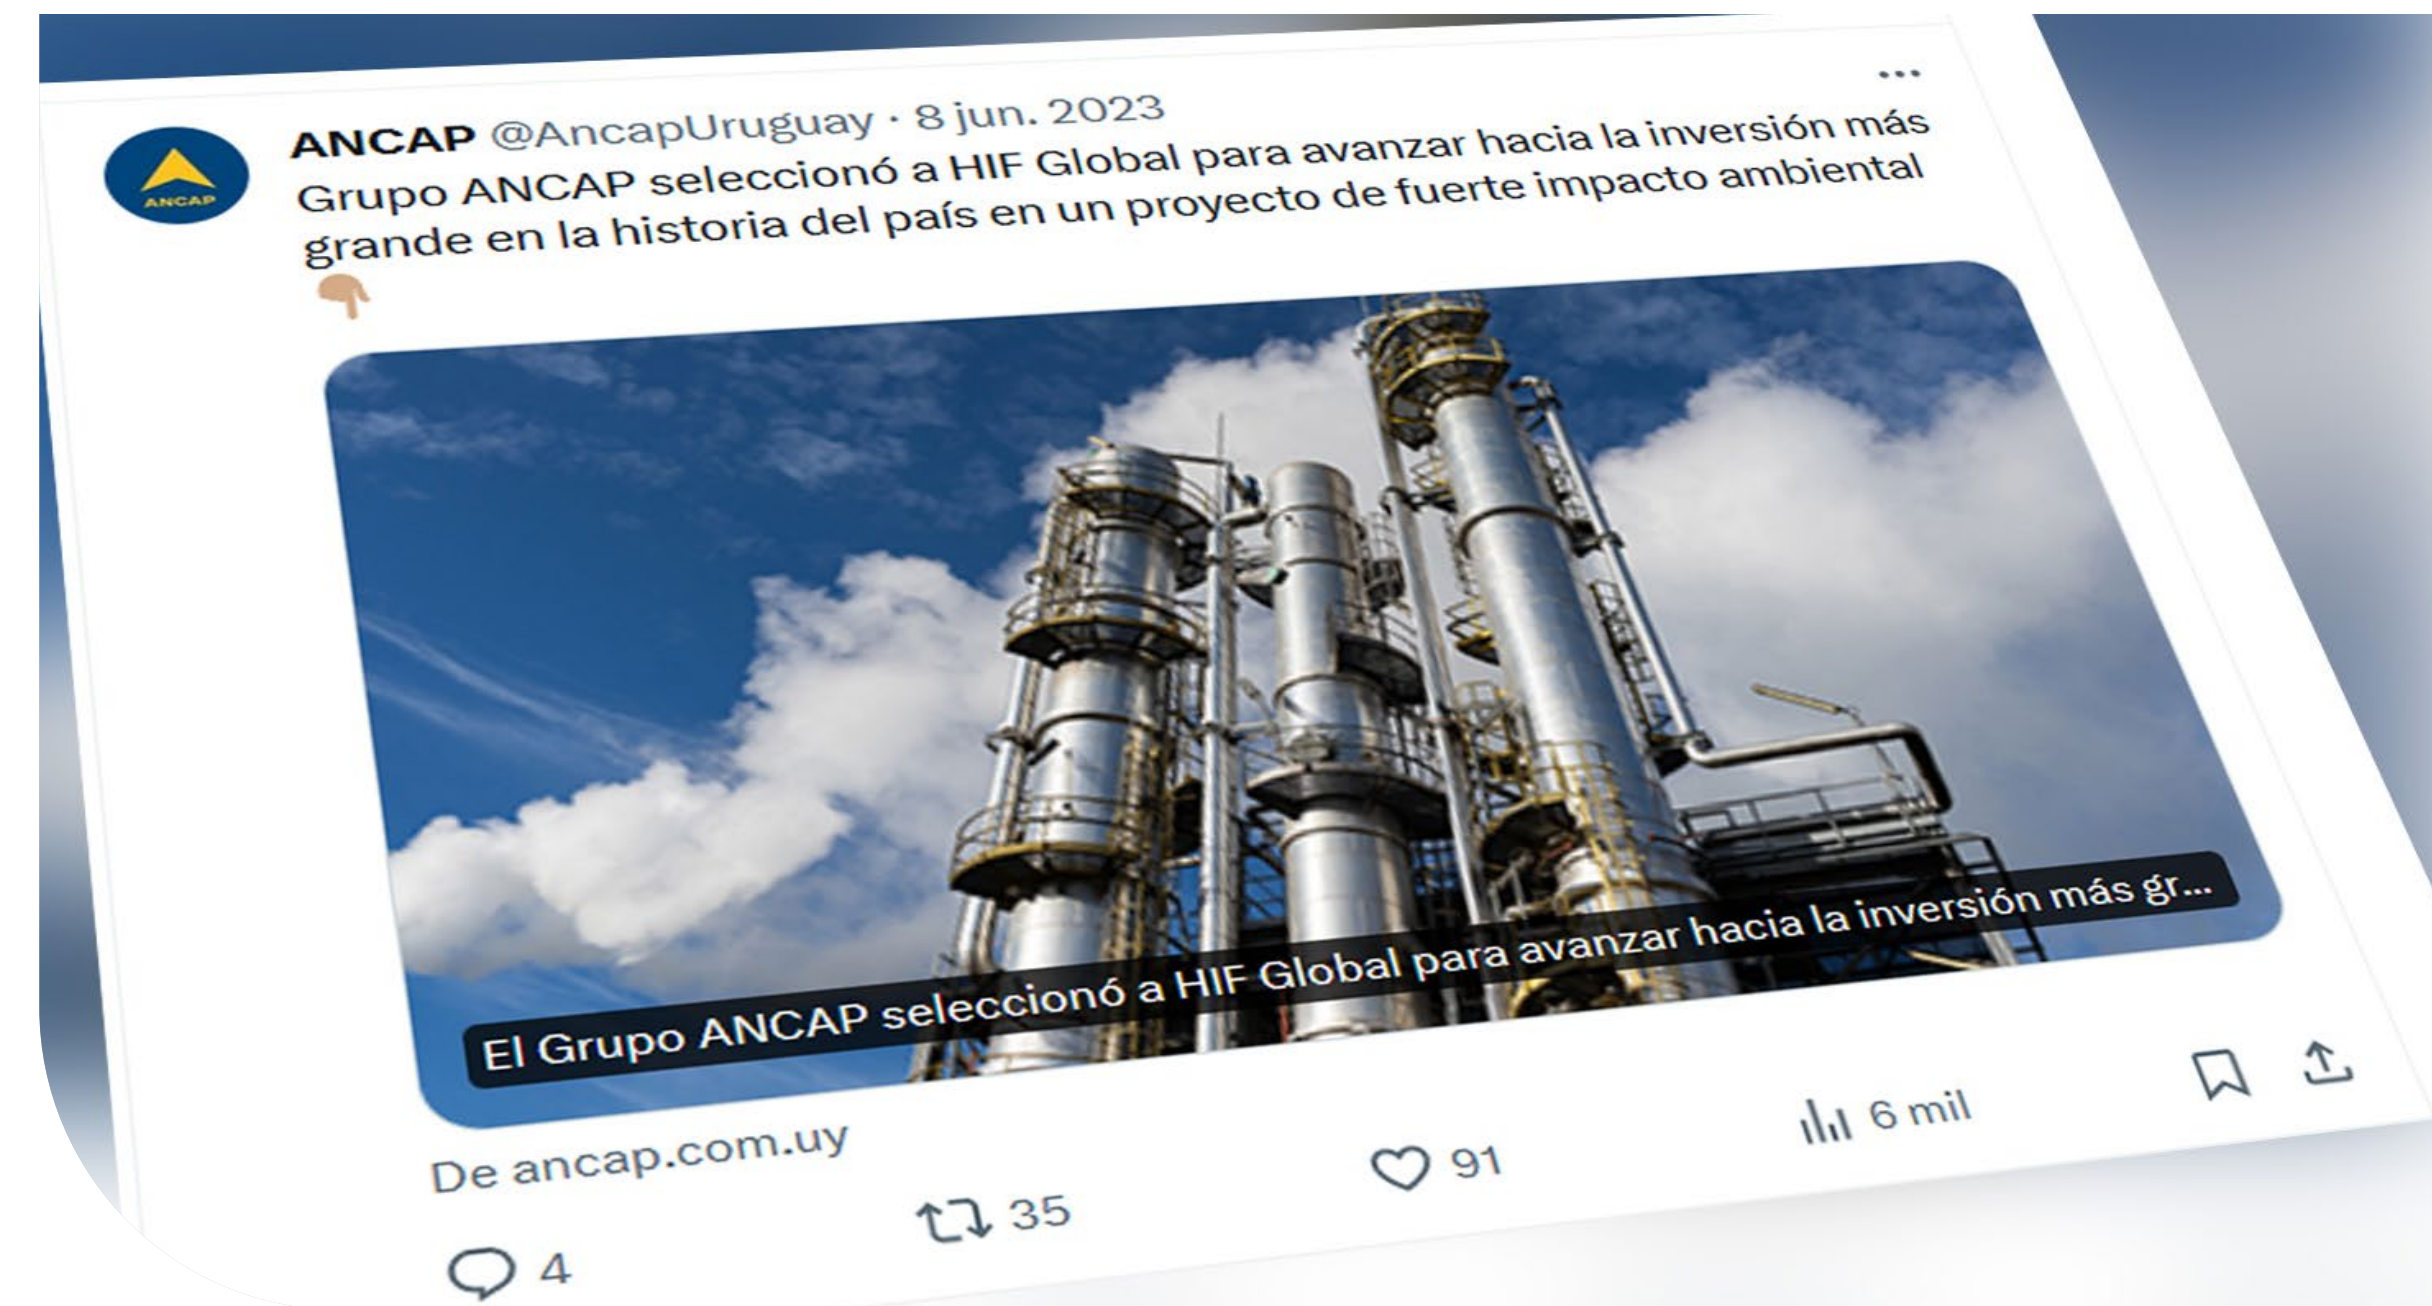 ANCAP @AncapUruguay · 8 jun. 2023
ANCAP
Grupo ANCAP seleccionó a HIF Global para avanzar hacia la inversión más
grande en la historia del país en un proyecto de fuerte impacto ambiental
El Grupo ANCAP seleccionó a HIF Global para avanzar hacia la inversión más gr...
De ancap.com.uy
4
35
91
6 mil